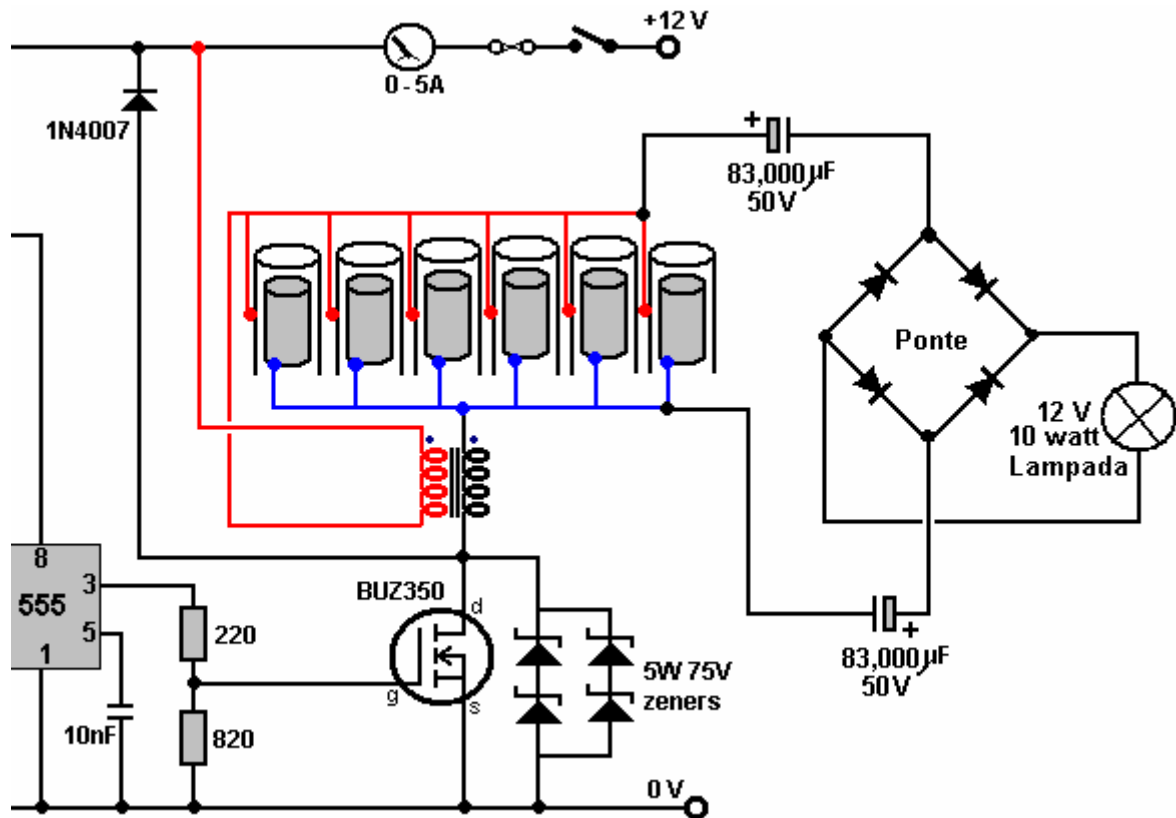 +12 V
0 - 5A
1N4007
+
83,000µF
50V
Ponte
12 V
10 watt
Lampada
8
3
555
5
1
220
10nF
820
BUZ350
d
g
s
5W 75V
zeners
+
83,000µF
50V
0 V